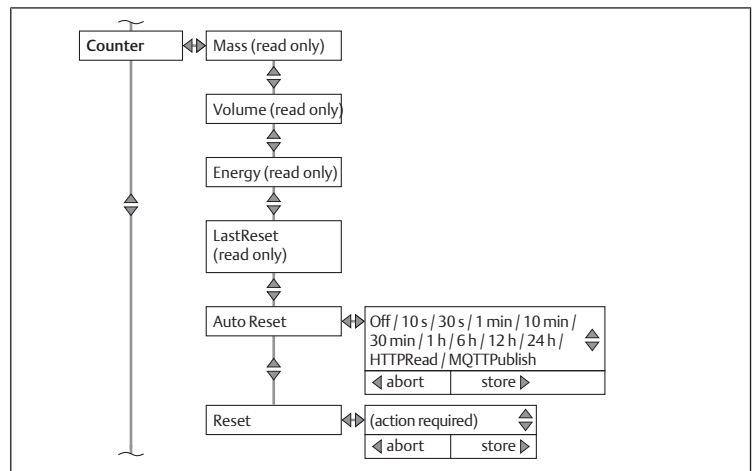 Counter
Mass (read only)
Volume (read only)
Energy (read only)
LastReset
(read only)
Auto Reset
Off / 10 s / 30 s / 1 min / 10 min /
30 min / 1 h / 6 h / 12 h / 24 h /
HTTPRead / MQTTPublish
abort
store
Reset
(action required)
abort
store